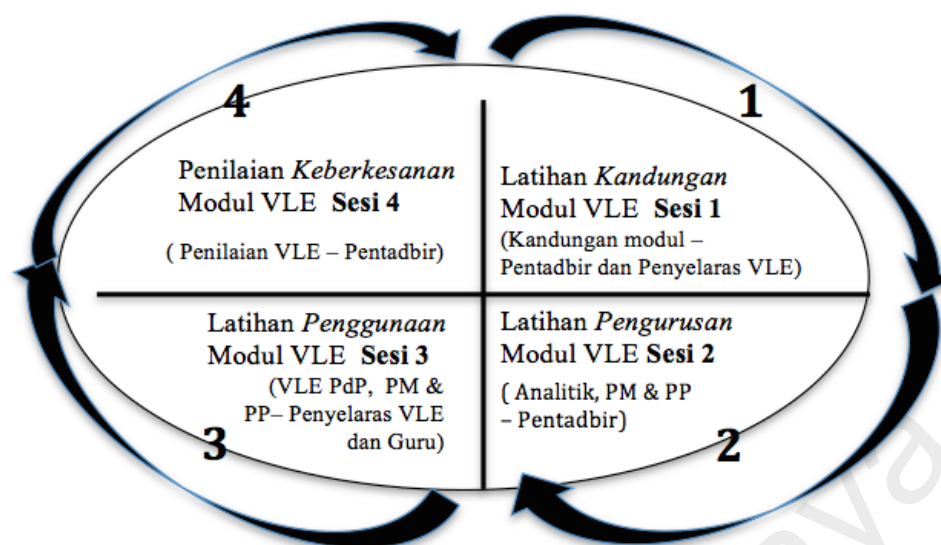 4
1
Penilaian Keberkesanan
Modul VLE Sesi 4
( Penilaian VLE – Pentadbir)
Latihan Kandungan
Modul VLE Sesi 1
(Kandungan modul –
Pentadbir dan Penyelaras VLE)
Latihan Penggunaan
Modul VLE Sesi 3
(VLE PdP, PM &
PP– Penyelaras VLE
dan Guru)
Latihan Pengurusan
Modul VLE Sesi 2
( Analitik, PM & PP
– Pentadbir)
3
2